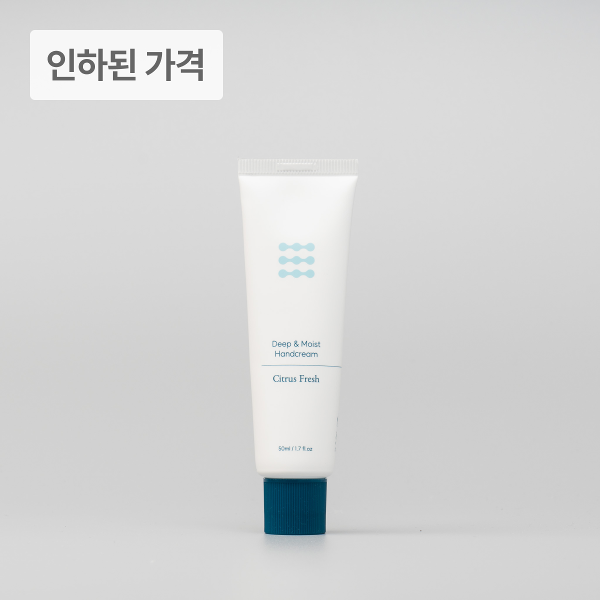 인하된 가격
Deep & Moist
Handcream
Citrus Fresh
50ml / 1.7 fl.oz